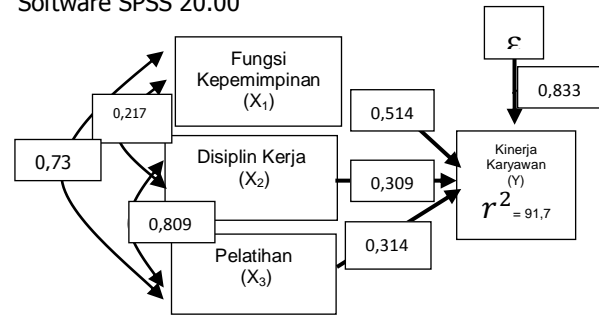 Software SPSS 20.00
Fungsi
Kepemimpinan
(X1)
ε
0,833
0,217
0,514
0,73
Disiplin Kerja
(X2)
0,309
Kinerja
Karyawan
(Y)
r² = 91,7
0,809
Pelatihan
(X3)
0,314